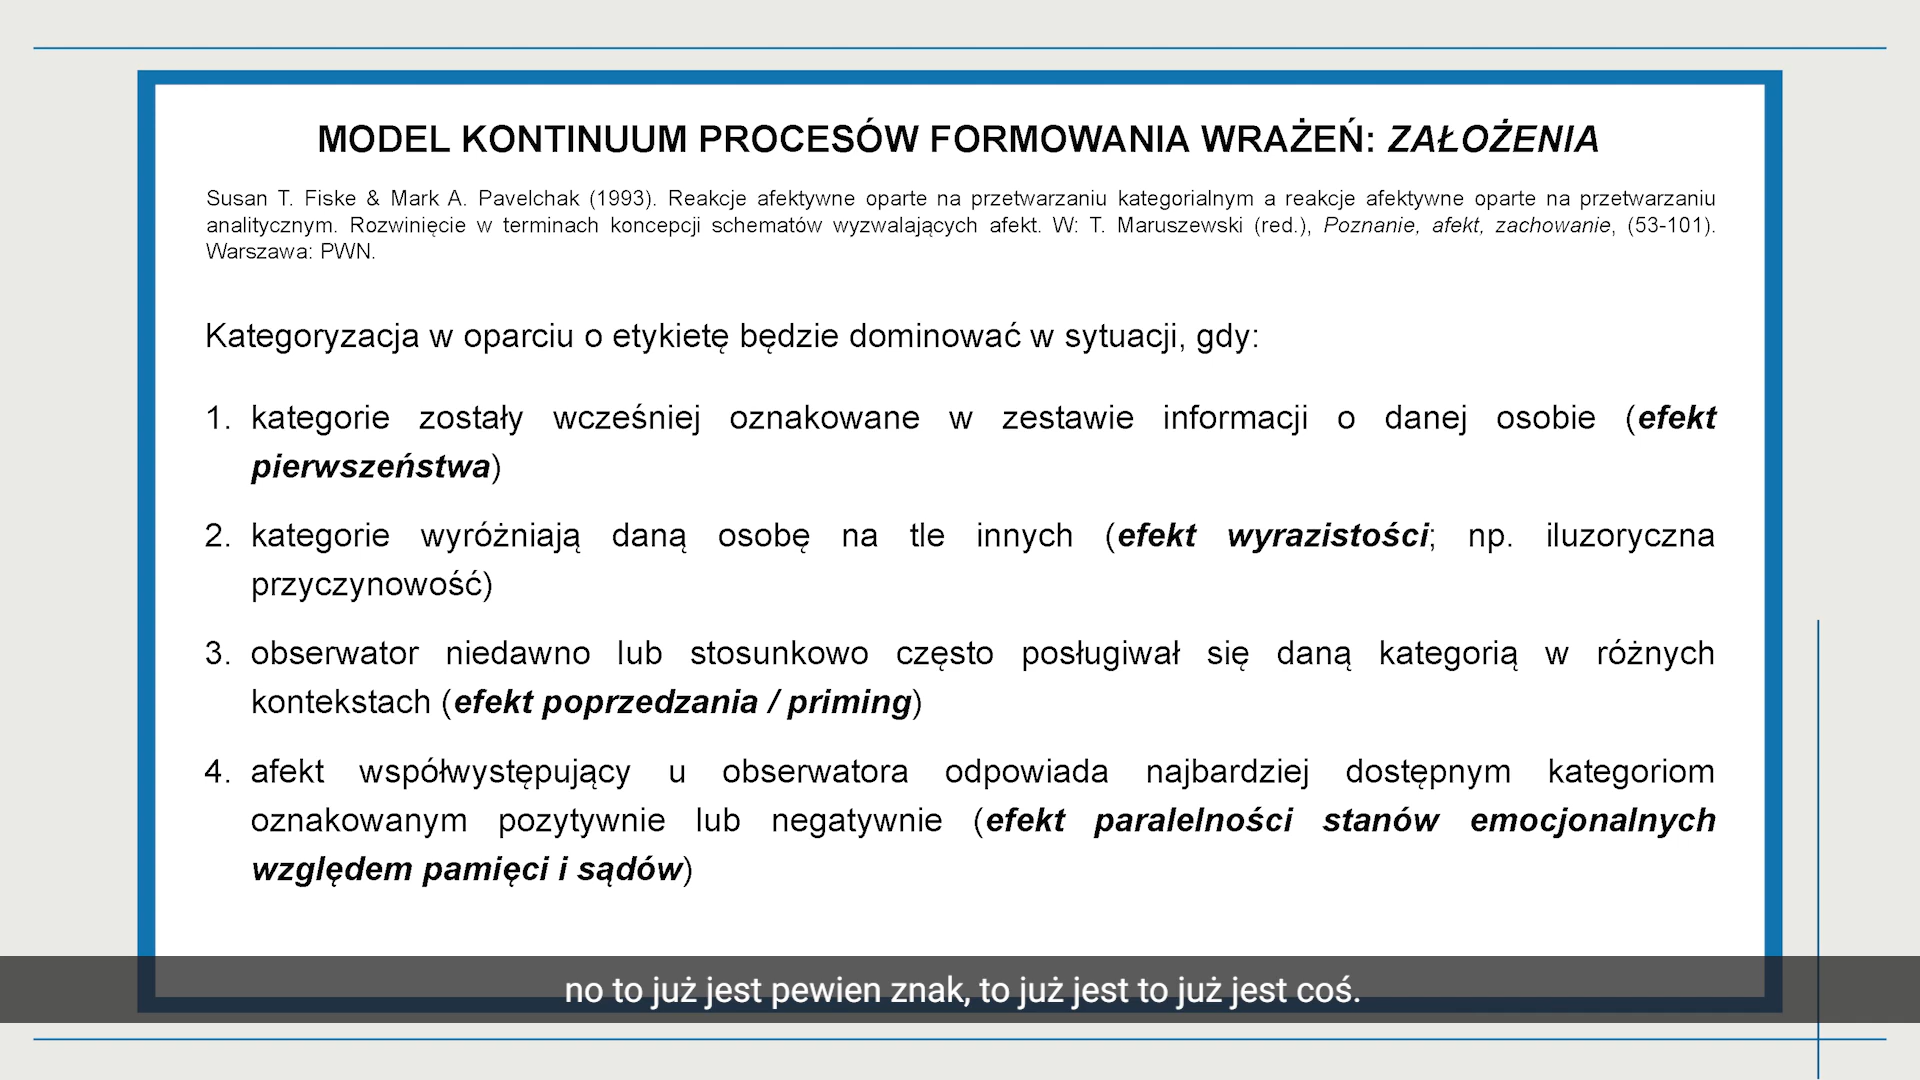 MODEL KONTINUUM PROCESÓW FORMOWANIA WRAŻEŃ: ZAŁOŻENIA
Susan T. Fiske & Mark A. Pavelchak (1993). Reakcje afektywne oparte na przetwarzaniu kategorialnym a reakcje afektywne oparte na przetwarzaniu
analitycznym. Rozwinięcie w terminach koncepcji schematów wyzwalających afekt. W: T. Maruszewski (red.), Poznanie, afekt, zachowanie, (53-101).
Warszawa: PWN.
Kategoryzacja w oparciu o etykietę będzie dominować w sytuacji, gdy:
1. kategorie zostały wcześniej oznakowane w zestawie informacji o danej osobie (efekt
pierwszeństwa)
2. kategorie wyróżniają daną osobę na tle innych (efekt wyrazistości; np. iluzoryczna
przyczynowość)
3. obserwator niedawno lub stosunkowo często posługiwał się daną kategorią w różnych
kontekstach (efekt poprzedzania / priming)
4. afekt współwystępujący u obserwatora odpowiada najbardziej dostępnym kategoriom
oznakowanym pozytywnie lub negatywnie (efekt paralelności stanów emocjonalnych
względem pamięci i sądów)
no to już jest pewien znak, to już jest to już jest coś.